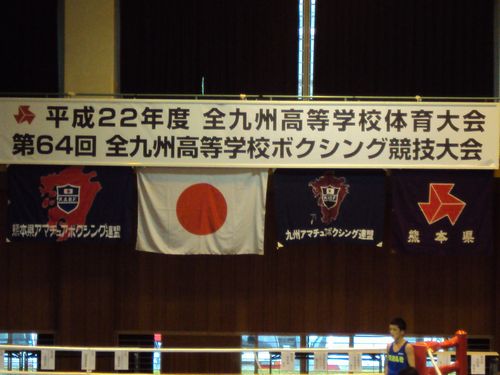 平成22年度 全九州高等学校体育大会
第64回 全九州高等学校ボクシング競技大会
熊本県アマチュアボクシング連盟
九州アマチュアボクシング連盟
熊本県